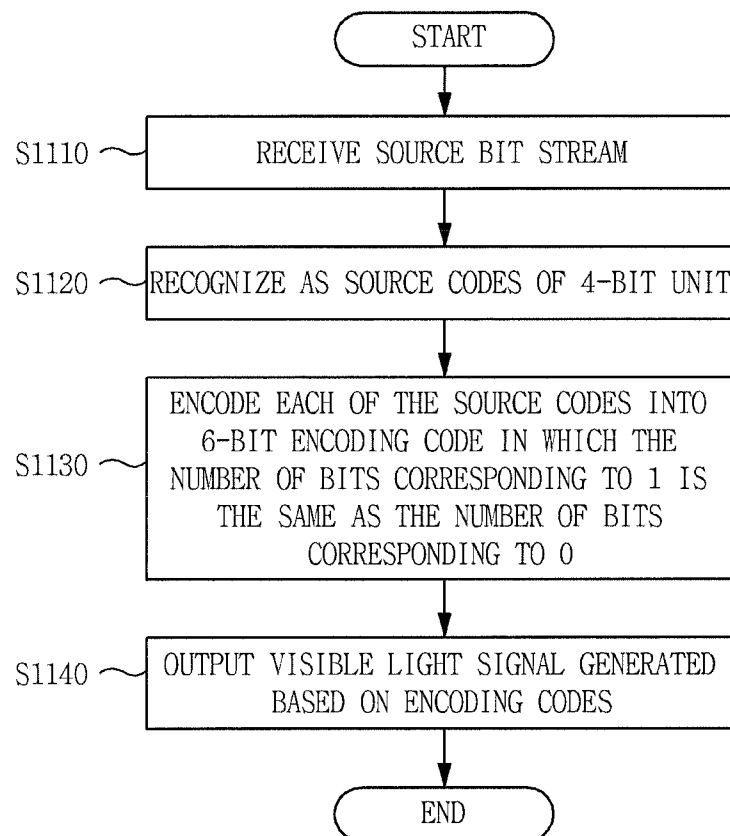 START
S1110
RECEIVE SOURCE BIT STREAM
S1120
RECOGNIZE AS SOURCE CODES OF 4-BIT UNIT
S1130
ENCODE EACH OF THE SOURCE CODES INTO
6-BIT ENCODING CODE IN WHICH THE
NUMBER OF BITS CORRESPONDING TO 1 IS
THE SAME AS THE NUMBER OF BITS
CORRESPONDING TO 0
S1140
OUTPUT VISIBLE LIGHT SIGNAL GENERATED
BASED ON ENCODING CODES
END